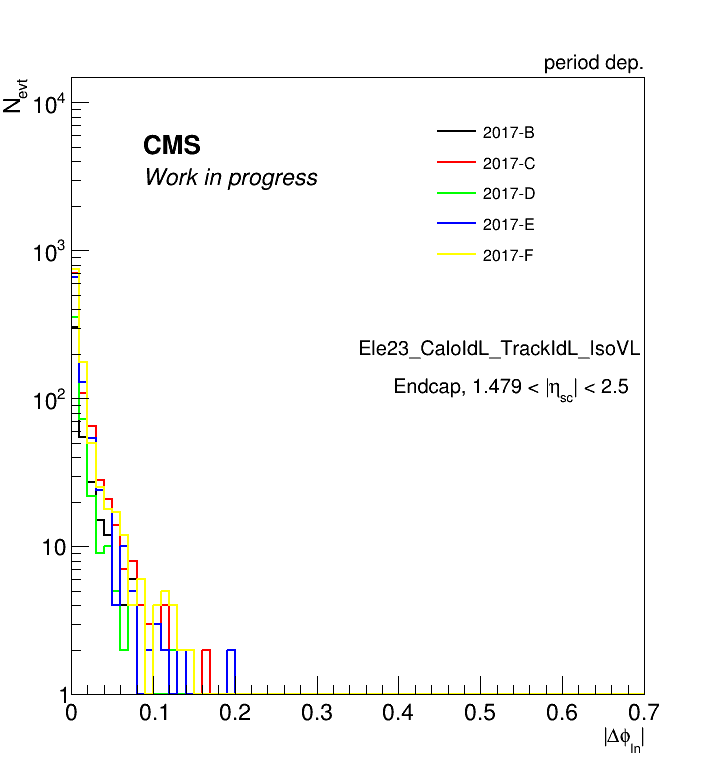 period dep.
N_evt
10^4
10^3
10^2
10
1
CMS
Work in progress
2017-B
2017-C
2017-D
2017-E
2017-F
Ele23_CaloIdL_TrackIdL_IsoVL
Endcap, 1.479 < |η_sc| < 2.5
0 0.1 0.2 0.3 0.4 0.5 0.6 0.7
|Δϕ_In|